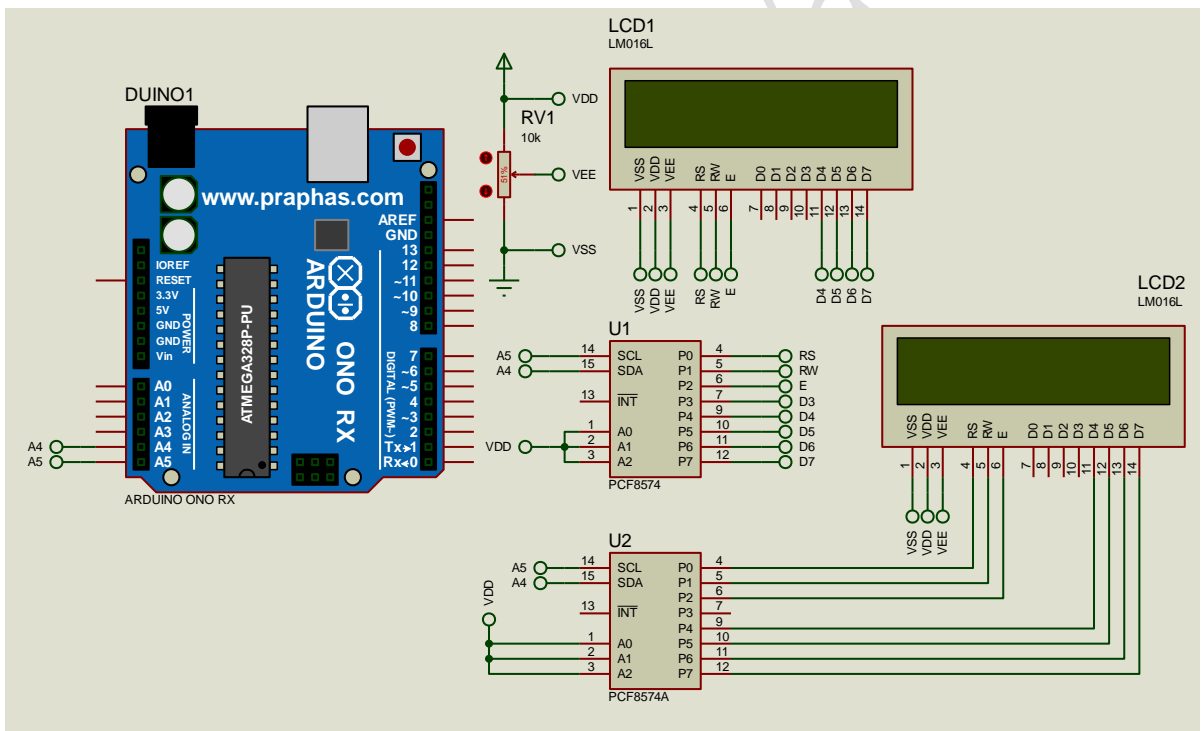 LCD1
LM016L
VSS VDD VEE RS RW E D0 D1 D2 D3 D4 D5 D6 D7
1 2 3 4 5 6 7 8 9 10 11 12 13 14
VSS VDD VEE RS RW E D4 D5 D6 D7
VDD
RV1
10k
51%
VEE
VSS
DUINO1
www.praphas.com
AREF
GND
13
12
~11
~10
~9
8
7
~6
~5
4
~3
2
Tx 1
Rx 0
DIGITAL (PWM~)
IOREF
RESET
3.3V
5V
GND
GND
Vin
POWER
A0
A1
A2
A3
A4
A5
ANALOG IN
A4
A5
ATMEGA328P-PU
ARDUINO
ONO RX
ARDUINO ONO RX
U1
A5 14 SCL P0 4 RS
A4 15 SDA P1 5 RW
P2 6 E
13 INT P3 7 D3
P4 9 D4
1 A0 P5 10 D5
VDD 2 A1 P6 11 D6
3 A2 P7 12 D7
PCF8574
LCD2
LM016L
VSS VDD VEE RS RW E D0 D1 D2 D3 D4 D5 D6 D7
1 2 3 4 5 6 7 8 9 10 11 12 13 14
VSS VDD VEE
U2
A5 14 SCL P0 4
A4 15 SDA P1 5
P2 6
13 INT P3 7
P4 9
VDD
1 A0 P5 10
2 A1 P6 11
3 A2 P7 12
PCF8574A